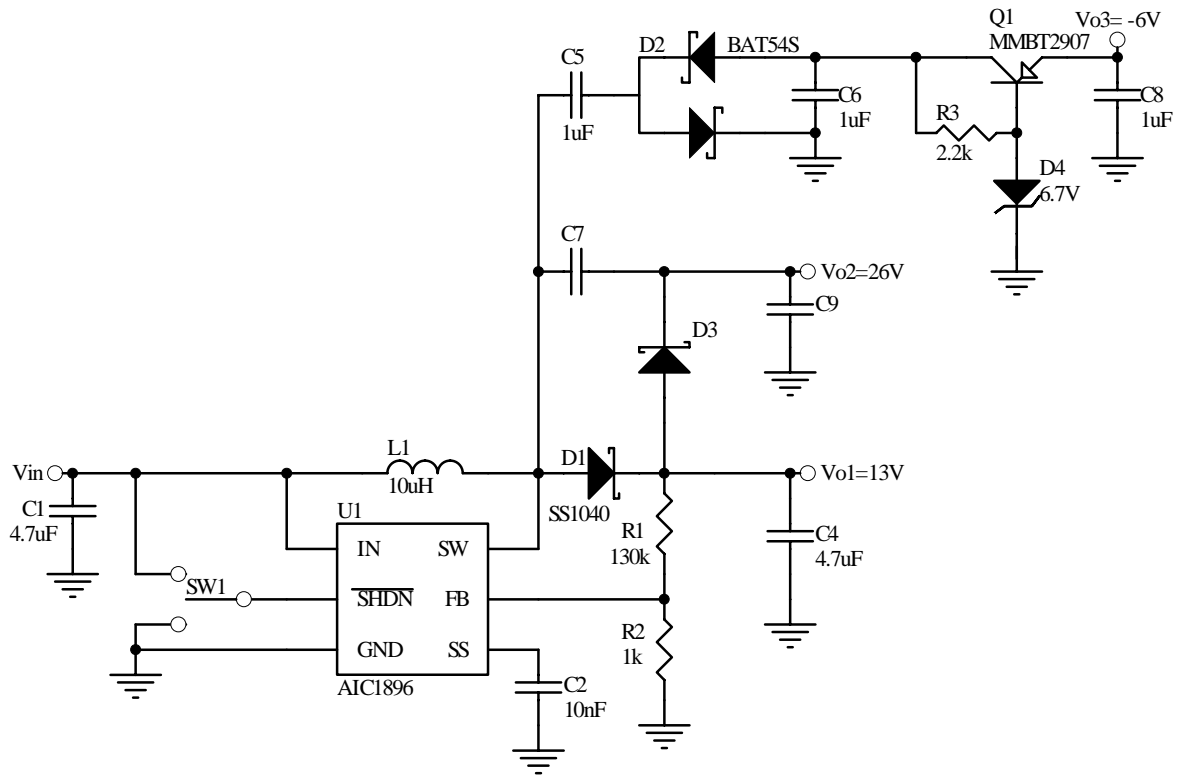 Q1
MMBT2907
Vo3= -6V
D2
BAT54S
C5
1uF
C6
1uF
R3
2.2k
C8
1uF
D4
6.7V
C7
Vo2=26V
C9
D3
L1
10uH
D1
SS1040
Vin
Vo1=13V
C1
4.7uF
U1
IN
SW
R1
130k
C4
4.7uF
SW1
SHDN
FB
GND
SS
R2
1k
AIC1896
C2
10nF